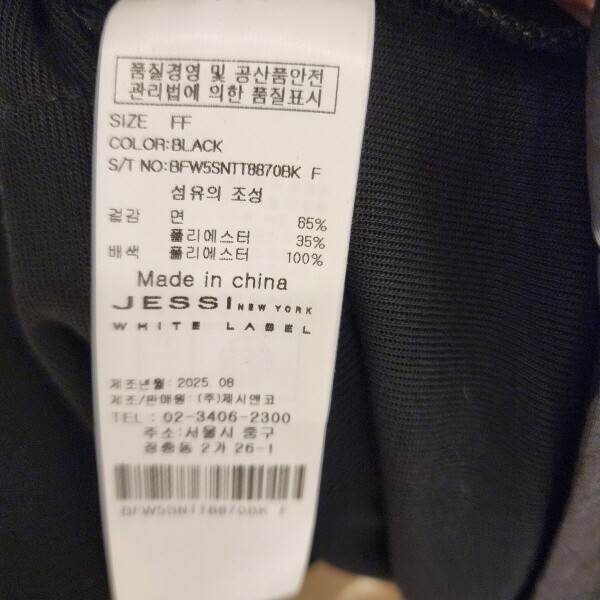 품질경영 및 공산품안전
관리법에 의한 품질표시
SIZE FF
COLOR:BLACK
S/T NO:BFW5SNTT8870BK F
섬유의 조성
겉감 면 65%
폴리에스터 35%
배색 폴리에스터 100%
Made in china
JESSI NEW YORK
WHITE LABEL
제조년월: 2025. 08
제조/판매원: (주)제시앤코
TEL : 02-3406-2300
주소:서울시 중구
장충동 2가 26-1
BFW5SNTT8870BK F